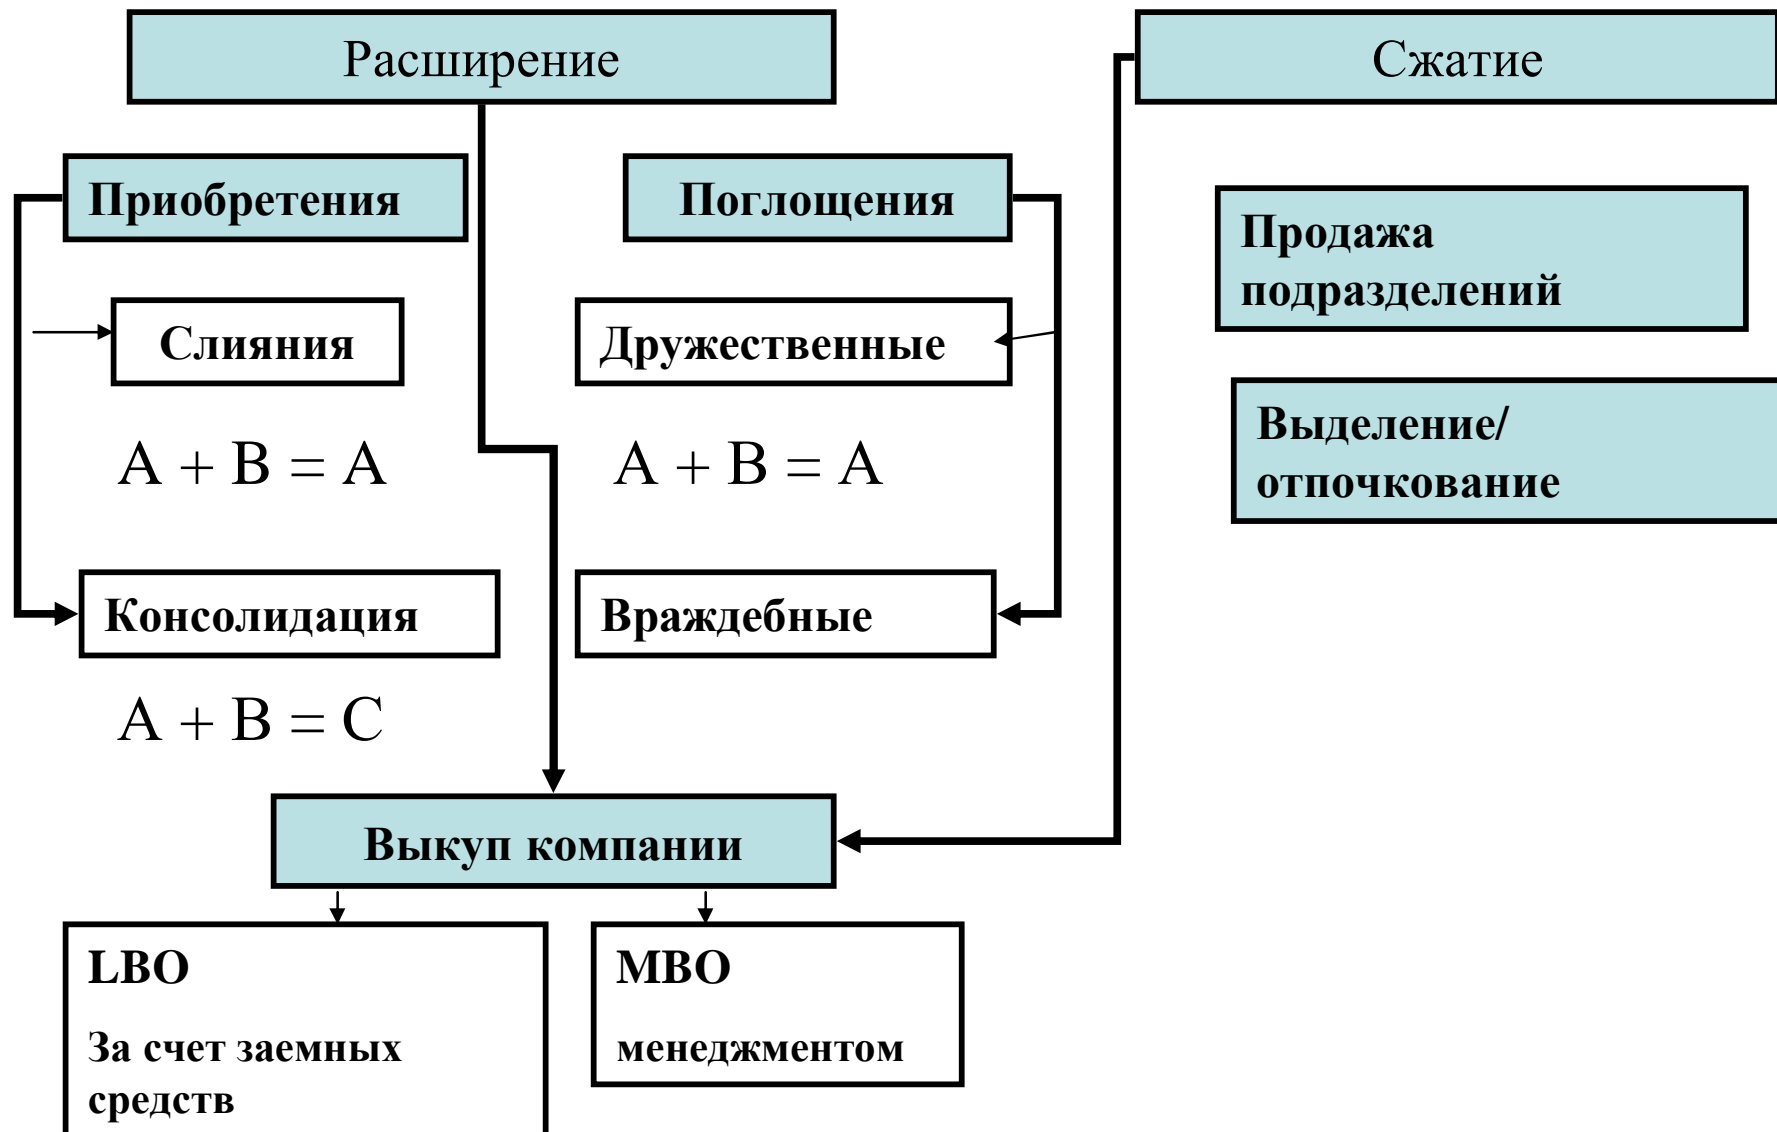 Расширение
Сжатие
Приобретения
Поглощения
Продажа
подразделений
Слияния
Дружественные
A + B = A
A + B = A
Выделение/
отпочкование
Консолидация
Враждебные
A + B = C
Выкуп компании
LBO
За счет заемных
средств
MBO
менеджментом